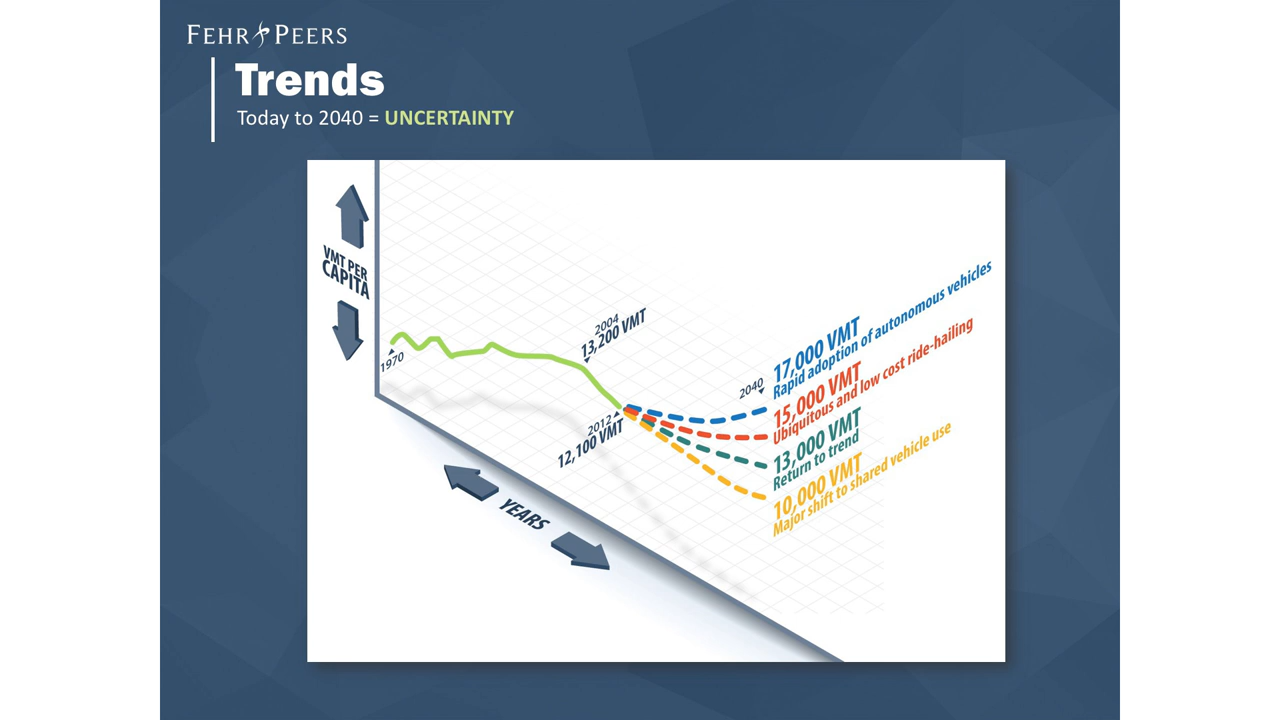 FEHR PEERS
Trends
Today to 2040 = UNCERTAINTY
VMT PER
CAPITA
1970
2004
13,200 VMT
2012
12,100 VMT
2040
17,000 VMT
Rapid adoption of autonomous vehicles
15,000 VMT
Ubiquitous and low cost ride-hailing
13,000 VMT
Return to trend
10,000 VMT
Major shift to shared vehicle use
YEARS